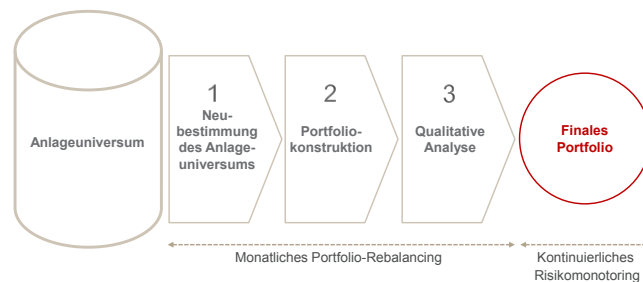 Anlageuniversum
1
Neu-
bestimmung
des Anlage-
universums
2
Portfolio-
konstruktion
3
Qualitative
Analyse
Finales
Portfolio
Monatliches Portfolio-Rebalancing
Kontinuierliches
Risikomonotoring